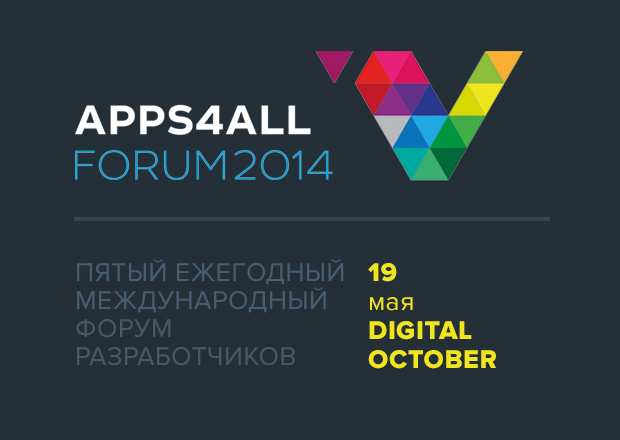 APPS4ALL
FORUM2014
ПЯТЫЙ ЕЖЕГОДНЫЙ
МЕЖДУНАРОДНЫЙ
ФОРУМ
РАЗРАБОТЧИКОВ
19
мая
DIGITAL
OCTOBER